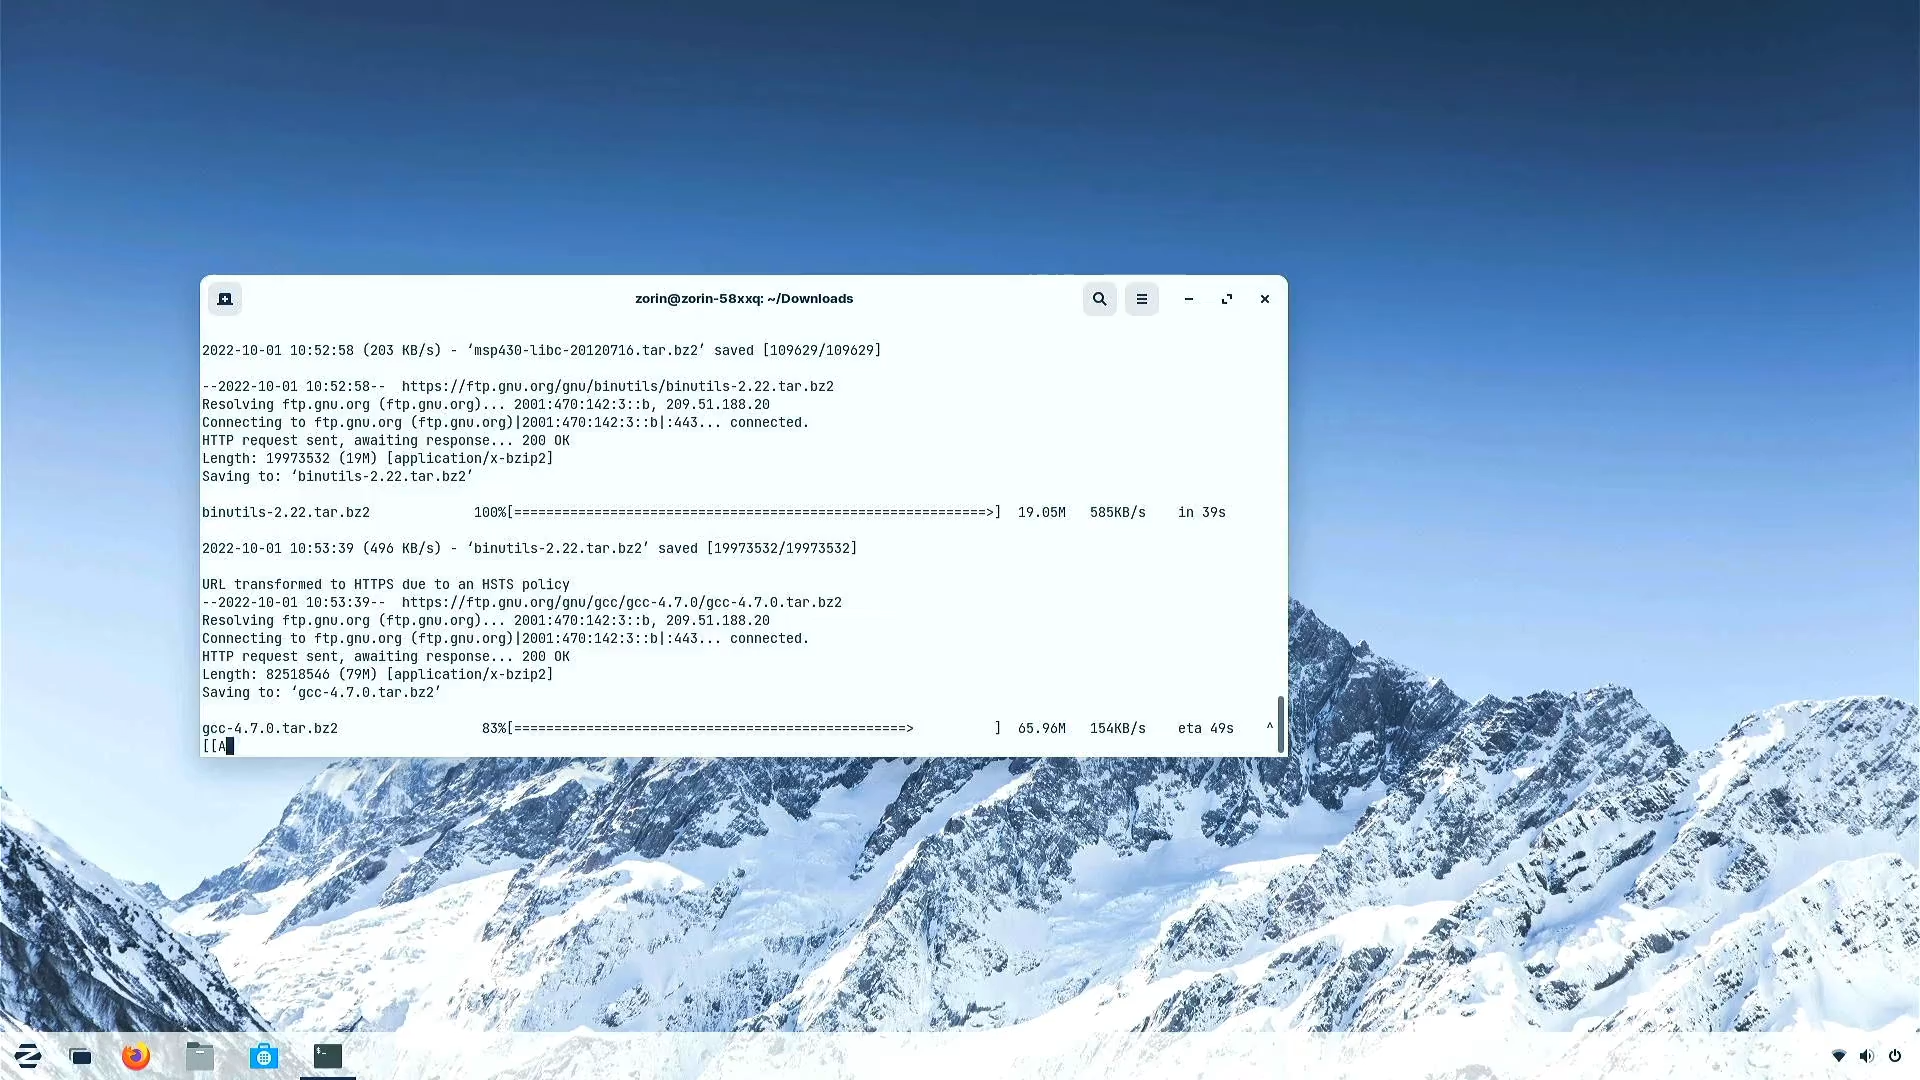 zorin@zorin-58xxq: ~/Downloads
2022-10-01 10:52:58 (203 KB/s) - ‘msp430-libc-20120716.tar.bz2’ saved [109629/109629]
--2022-10-01 10:52:58--  https://ftp.gnu.org/gnu/binutils/binutils-2.22.tar.bz2
Resolving ftp.gnu.org (ftp.gnu.org)... 2001:470:142:3::b, 209.51.188.20
Connecting to ftp.gnu.org (ftp.gnu.org)|2001:470:142:3::b|:443... connected.
HTTP request sent, awaiting response... 200 OK
Length: 19973532 (19M) [application/x-bzip2]
Saving to: ‘binutils-2.22.tar.bz2’
binutils-2.22.tar.bz2             100%[===========================================================>]  19.05M   585KB/s    in 39s
2022-10-01 10:53:39 (496 KB/s) - ‘binutils-2.22.tar.bz2’ saved [19973532/19973532]
URL transformed to HTTPS due to an HSTS policy
--2022-10-01 10:53:39--  https://ftp.gnu.org/gnu/gcc/gcc-4.7.0/gcc-4.7.0.tar.bz2
Resolving ftp.gnu.org (ftp.gnu.org)... 2001:470:142:3::b, 209.51.188.20
Connecting to ftp.gnu.org (ftp.gnu.org)|2001:470:142:3::b|:443... connected.
HTTP request sent, awaiting response... 200 OK
Length: 82518546 (79M) [application/x-bzip2]
Saving to: ‘gcc-4.7.0.tar.bz2’
gcc-4.7.0.tar.bz2                  83%[=================================================>          ]  65.96M   154KB/s    eta 49s    ^
[[A